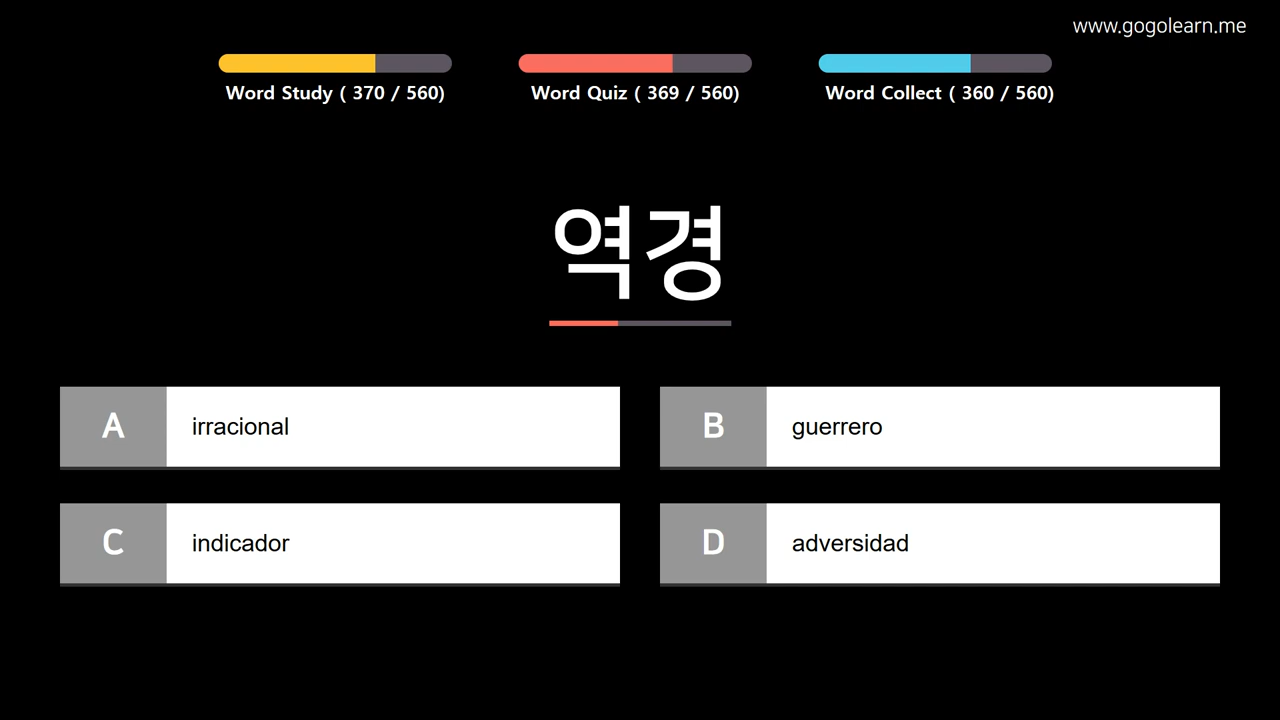 www.gogolearn.me
Word Study ( 370 / 560)
Word Quiz ( 369 / 560)
Word Collect ( 360 / 560)
역경
A irracional
B guerrero
C indicador
D adversidad